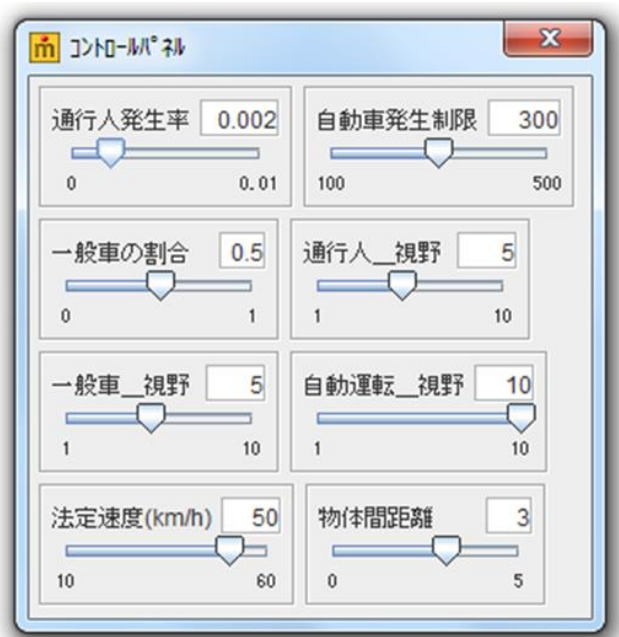 m コントロールパネル
通行人発生率 0.002
0 0.01
自動車発生制限 300
100 500
一般車の割合 0.5
0 1
通行人__視野 5
1 10
一般車__視野 5
1 10
自動運転__視野 10
1 10
法定速度(km/h) 50
10 60
物体間距離 3
0 5